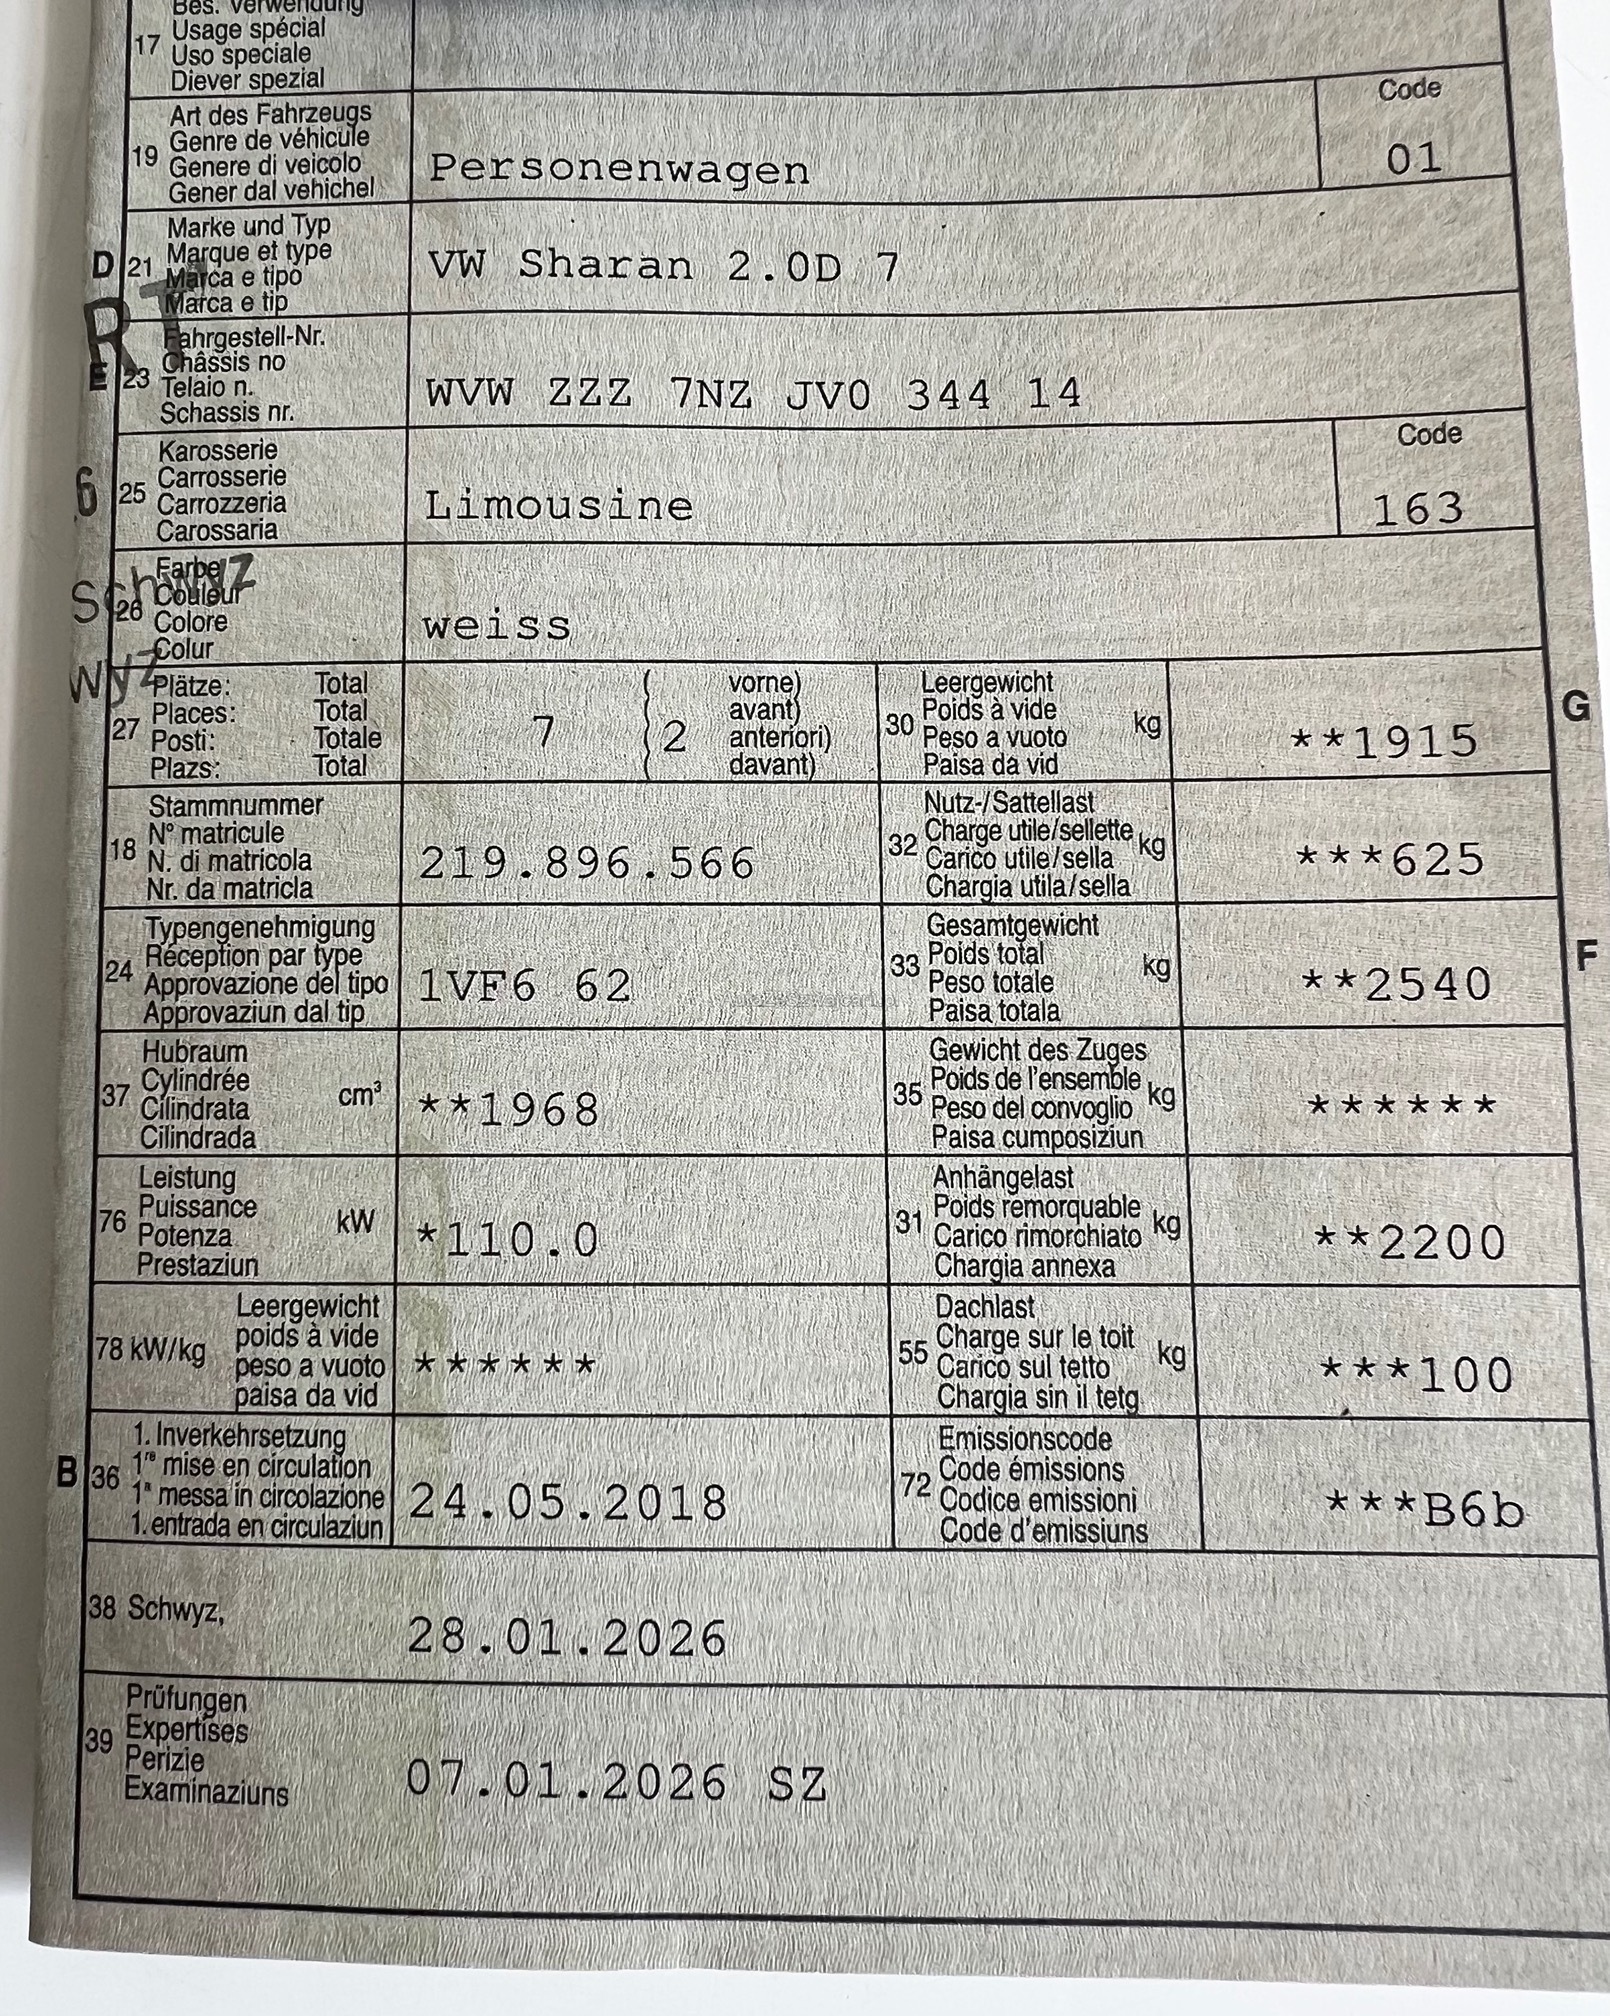 Bes. Verwendung
17 Usage spécial
Uso speciale
Diever spezial
Art des Fahrzeugs
19 Genre de véhicule
Genere di veicolo
Gener dal vehichel
Personenwagen
Code
01
Marke und Typ
D 21 Marque et type
Marca e tipo
Marca e tip
VW Sharan 2.0D 7
RT
Fahrgestell-Nr.
Châssis no
E 23 Telaio n.
Schassis nr.
WVW ZZZ 7NZ JV0 344 14
Karosserie
6 25 Carrosserie
Carrozzeria
Carossaria
Limousine
Code
163
Farbe
Schwyz
26 Couleur
Colore
Colur
weiss
wyz
27 Plätze: Total
Places: Total
Posti: Totale
Plazs: Total
7 ( 2 vorne)
avant)
anteriori)
davant)
30 Leergewicht
Poids à vide kg
Peso a vuoto
Paisa da vid
**1915
G
18 Stammnummer
N° matricule
N. di matricola
Nr. da matricla
219.896.566
32 Nutz-/Sattellast
Charge utile/sellette kg
Carico utile/sella
Chargia utila/sella
***625
24 Typengenehmigung
Réception par type
Approvazione del tipo
Approvaziun dal tip
1VF6 62
33 Gesamtgewicht
Poids total kg
Peso totale
Paisa totala
**2540
F
37 Hubraum
Cylindrée cm³
Cilindrata
Cilindrada
**1968
35 Gewicht des Zuges
Poids de l'ensemble kg
Peso del convoglio
Paisa cumposiziun
******
76 Leistung
Puissance kW
Potenza
Prestaziun
*110.0
31 Anhängelast
Poids remorquable kg
Carico rimorchiato
Chargia annexa
**2200
78 kW/kg Leergewicht
poids à vide
peso a vuoto
paisa da vid
******
55 Dachlast
Charge sur le toit kg
Carico sul tetto
Chargia sin il tetg
***100
B 36 1. Inverkehrsetzung
1re mise en circulation
1a messa in circolazione
1. entrada en circulaziun
24.05.2018
72 Emissionscode
Code émissions
Codice emissioni
Code d'emissiuns
***B6b
38 Schwyz,
28.01.2026
39 Prüfungen
Expertises
Perizie
Examinaziuns
07.01.2026 SZ